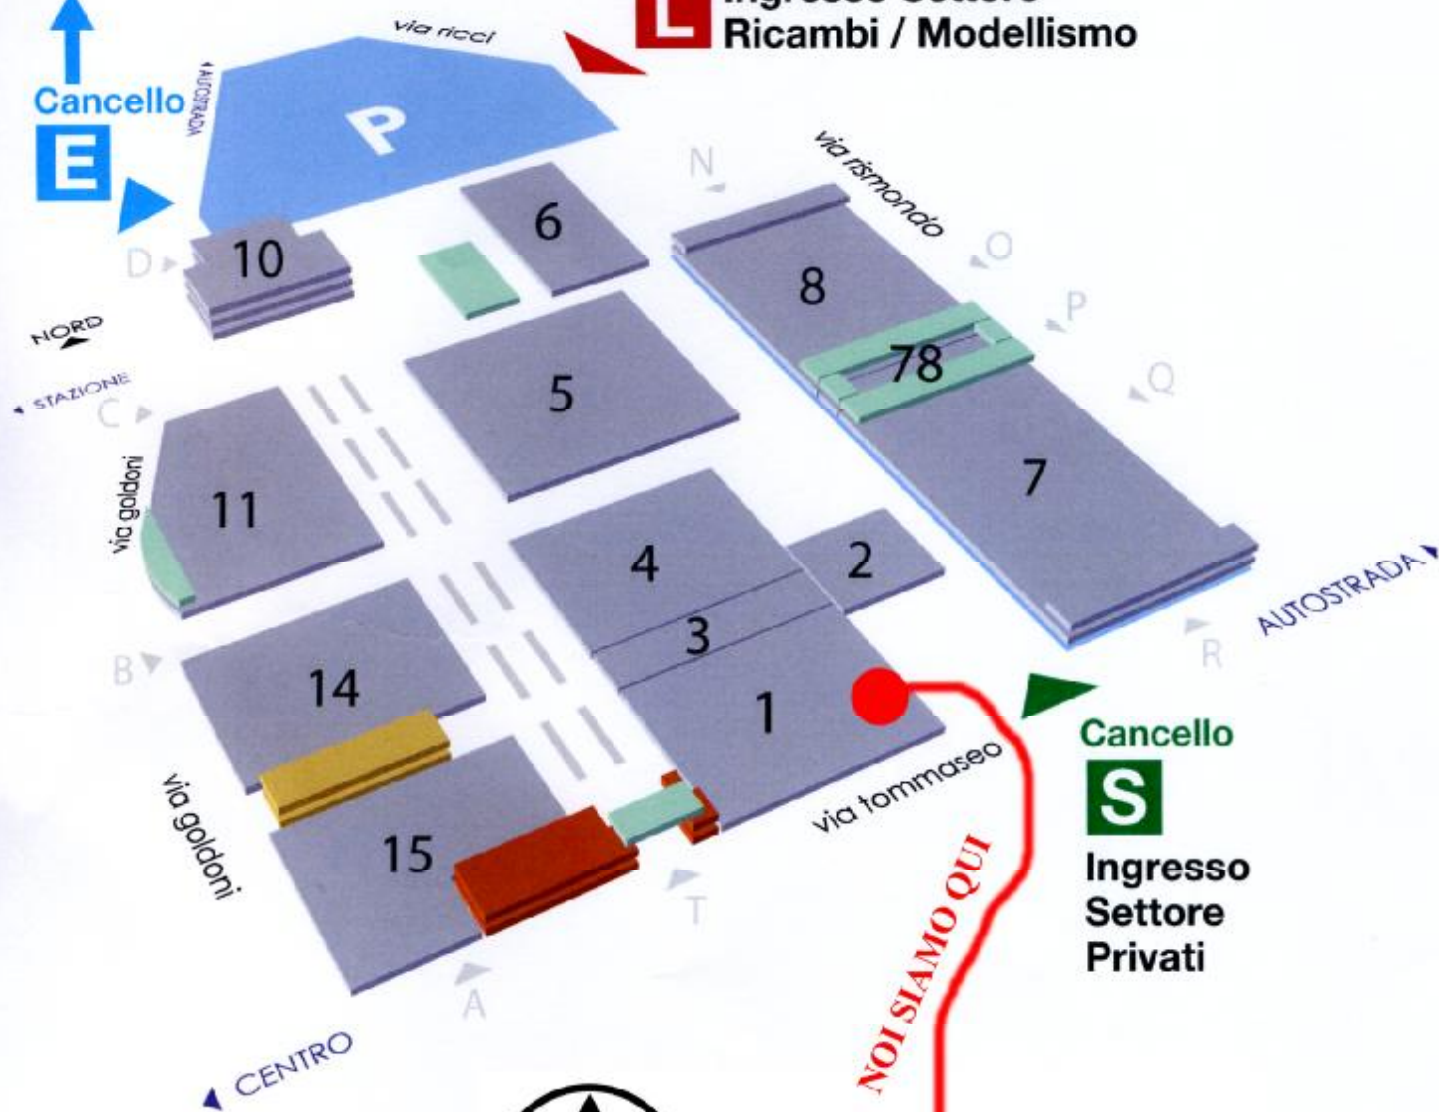 L
Ricambi / Modellismo
via ricci
AUTOSTRADA
Cancello
E
P
N
via rismondo
6
D
10
O
8
P
NORD
78
STAZIONE
C
5
Q
via goldoni
11
7
4
2
AUTOSTRADA
3
R
B
14
1
Cancello
S
via tommaseo
via goldoni
15
Ingresso
Settore
Privati
T
NOI SIAMO QUI
A
CENTRO